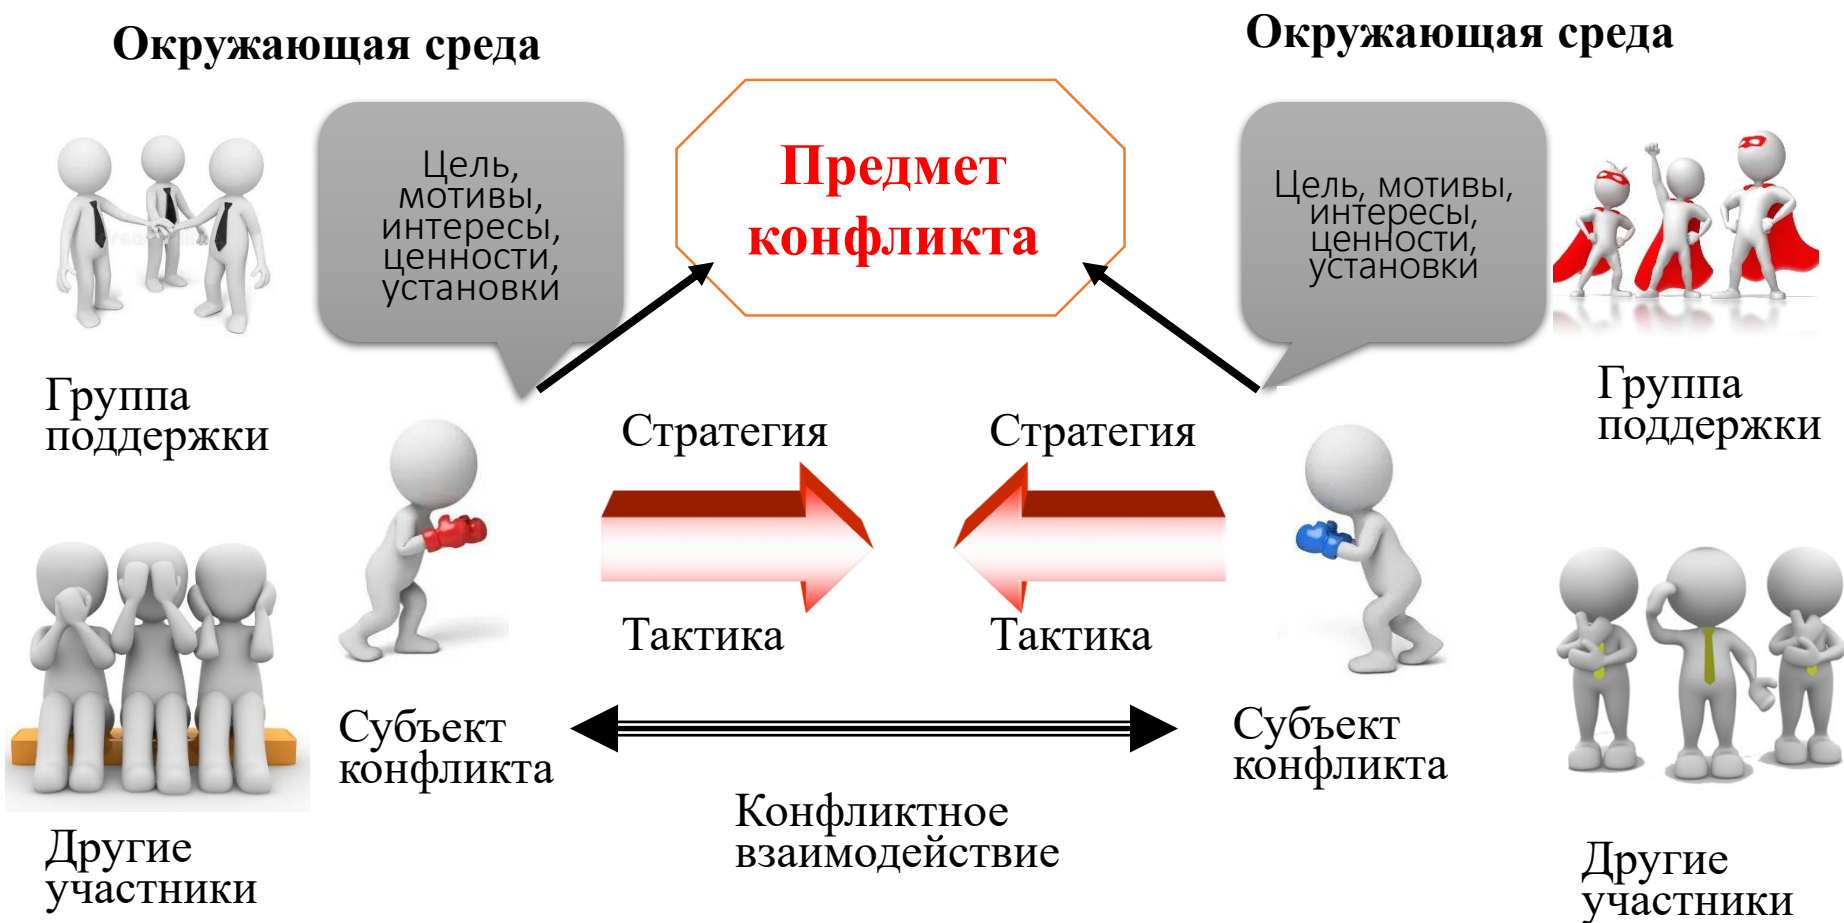 Окружающая среда
Окружающая среда
Цель,
мотивы,
интересы,
ценности,
установки
Предмет
конфликта
Цель, мотивы,
интересы,
ценности,
установки
Группа
поддержки
Группа
поддержки
Стратегия
Стратегия
Тактика
Тактика
Субъект
конфликта
Субъект
конфликта
Конфликтное
взаимодействие
Другие
участники
Другие
участники